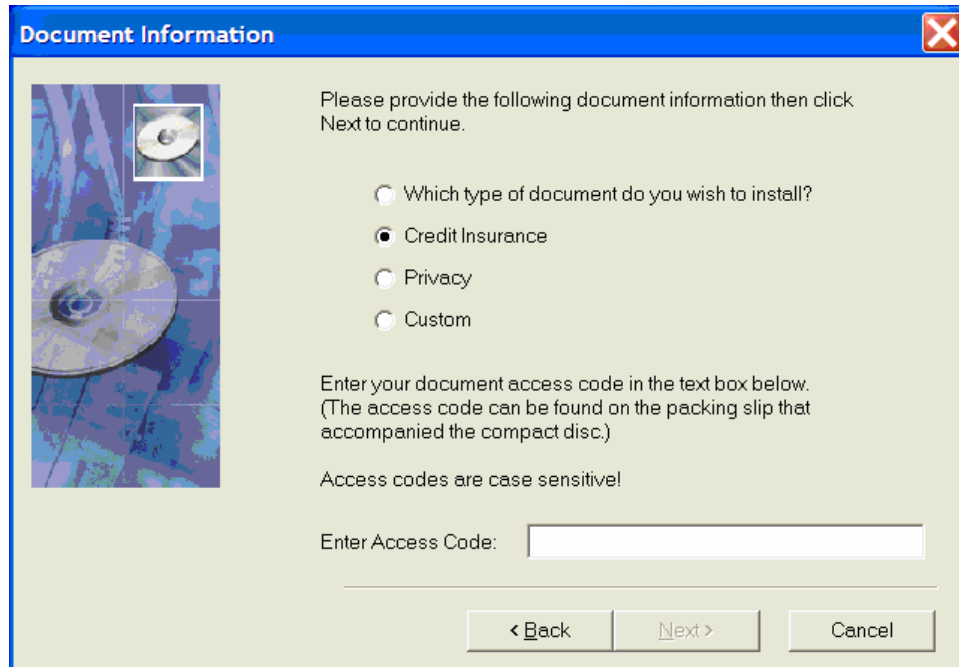 Document Information
Please provide the following document information then click
Next to continue.
Which type of document do you wish to install?
Credit Insurance
Privacy
Custom
Enter your document access code in the text box below.
(The access code can be found on the packing slip that
accompanied the compact disc.)
Access codes are case sensitive!
Enter Access Code:
< Back Next > Cancel